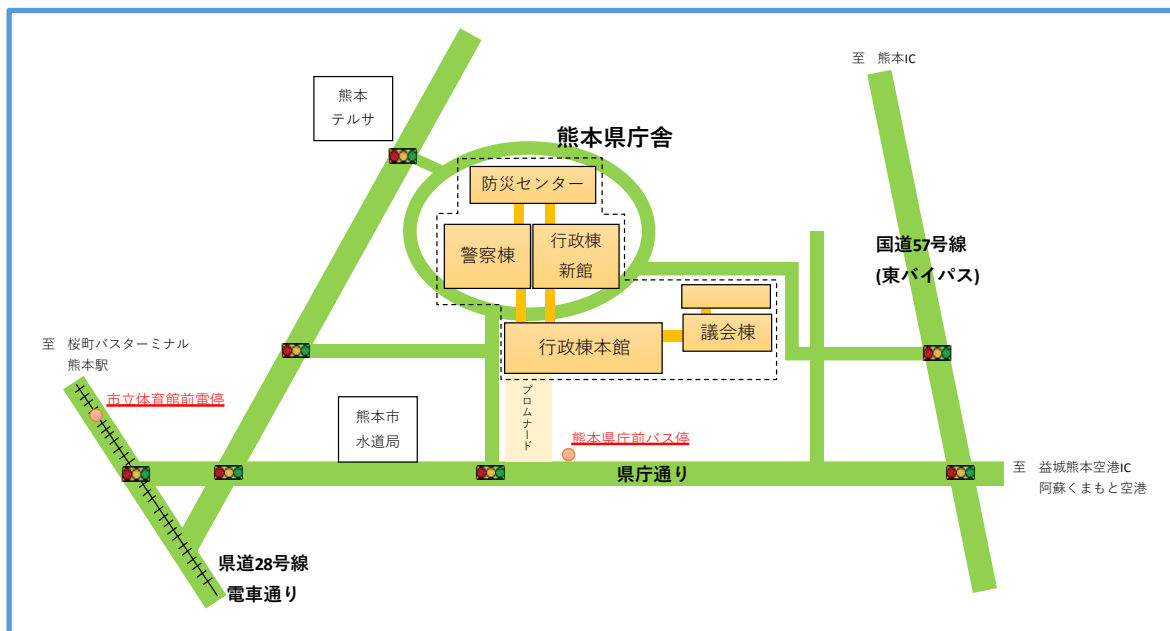 至　熊本IC
熊本
テルサ
熊本県庁舎
防災センター
警察棟
行政棟
新館
国道57号線
(東バイパス)
行政棟本館
議会棟
至　桜町バスターミナル
熊本駅
市立体育館前電停
プロムナード
熊本市
水道局
熊本県庁前バス停
県庁通り
至　益城熊本空港IC
阿蘇くまもと空港
県道28号線
電車通り